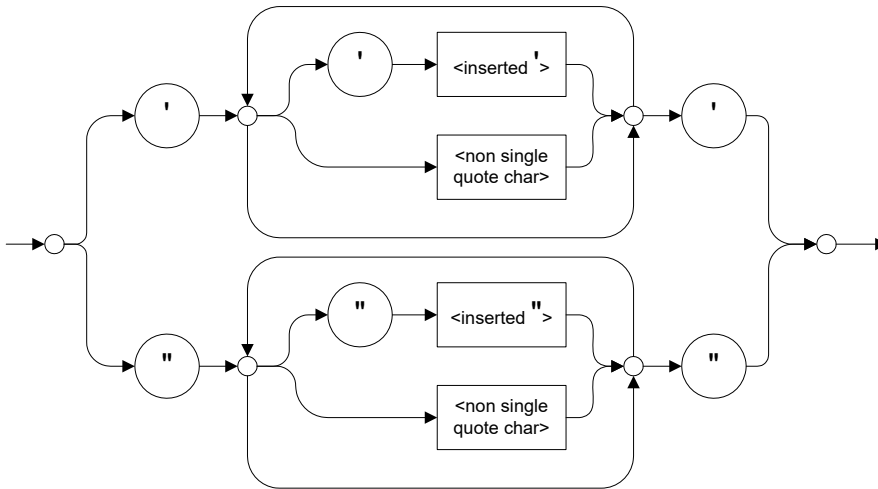 '
<inserted '>
'
'
<non single
quote char>
"
<inserted ">
"
"
<non single
quote char>